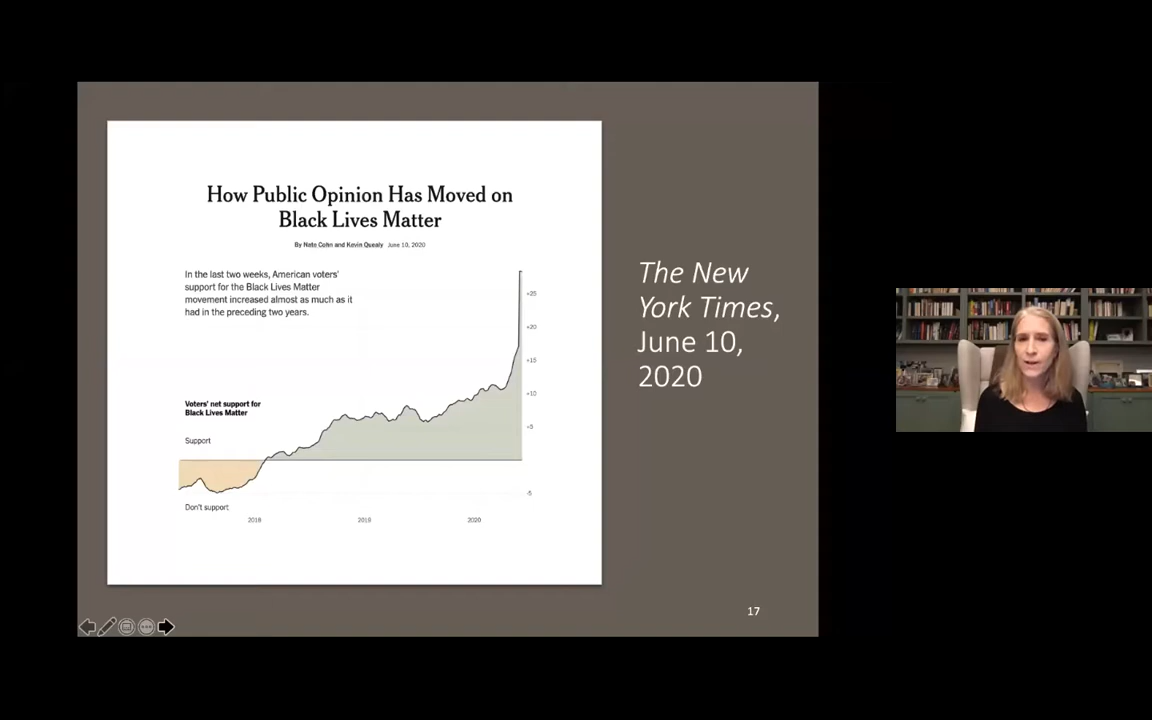 How Public Opinion Has Moved on
Black Lives Matter
By Nate Cohn and Kevin Quealy June 10, 2020
In the last two weeks, American voters'
support for the Black Lives Matter
movement increased almost as much as it
had in the preceding two years.
+25
+20
+15
+10
+5
Voters' net support for
Black Lives Matter
Support
-5
Don't support
2018
2019
2020
The New
York Times,
June 10,
2020
17